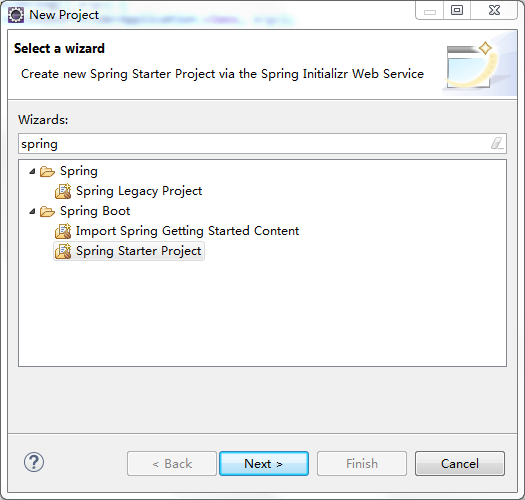 New Project
Select a wizard
Create new Spring Starter Project via the Spring Initializr Web Service
Wizards:
spring
Spring
Spring Legacy Project
Spring Boot
Import Spring Getting Started Content
Spring Starter Project
< Back
Next >
Finish
Cancel